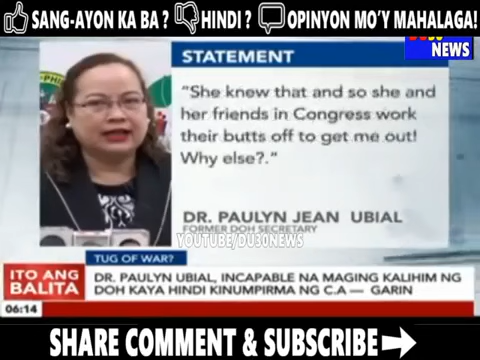 SANG-AYON KA BA? HINDI? OPINYON MO'Y MAHALAGA!
NEWS
STATEMENT
"She knew that and so she and
her friends in Congress work
their butts off to get me out!
Why else?."
DR. PAULYN JEAN UBIAL
FORMER DOH SECRETARY
YOUTUBE/DU30NEWS
TUG OF WAR?
ITO ANG
BALITA
DR. PAULYN UBIAL, INCAPABLE NA MAGING KALIHIM NG
DOH KAYA HINDI KINUMPIRMA NG C.A — GARIN
06:14
SHARE COMMENT & SUBSCRIBE